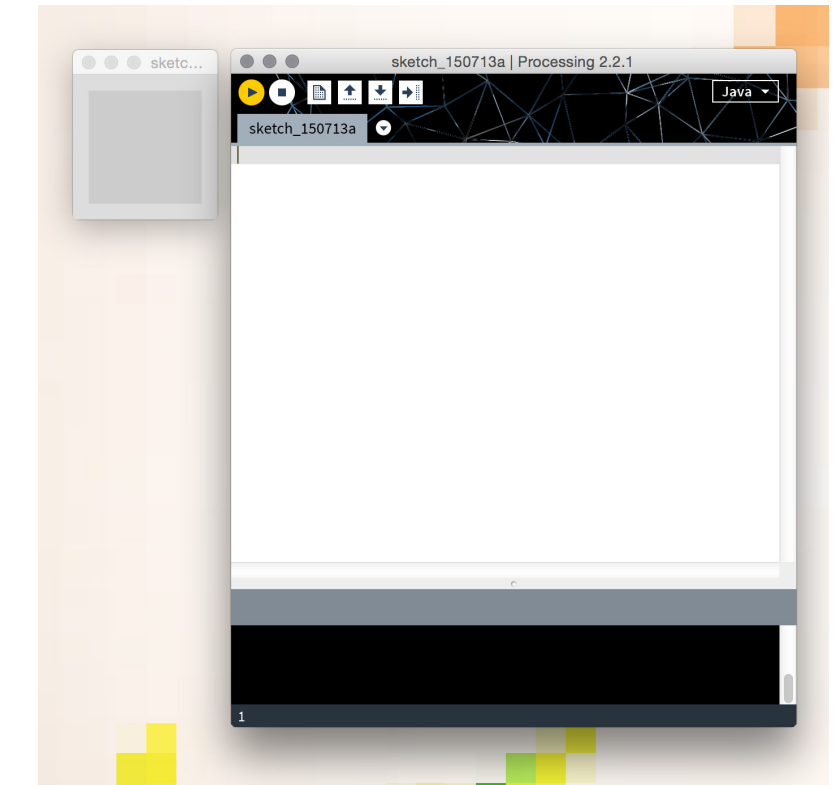 sketc...
sketch_150713a | Processing 2.2.1
Java
sketch_150713a
1